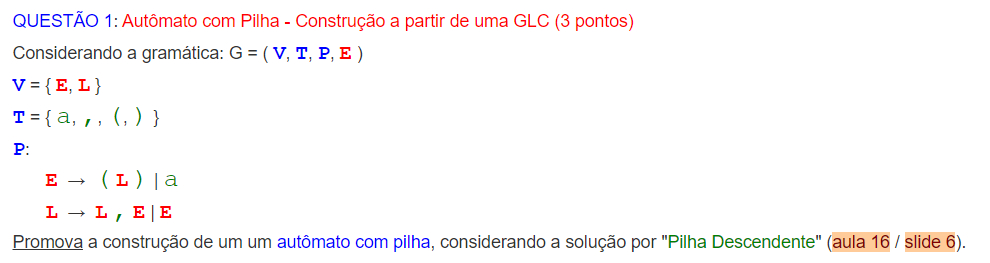 QUESTÃO 1: Autômato com Pilha - Construção a partir de uma GLC (3 pontos)
Considerando a gramática: G = ( V, T, P, E )
V = { E, L }
T = { a, , , (, ) }
P:
E → ( L ) | a
L → L , E | E
Promova a construção de um um autômato com pilha, considerando a solução por "Pilha Descendente" (aula 16 / slide 6).